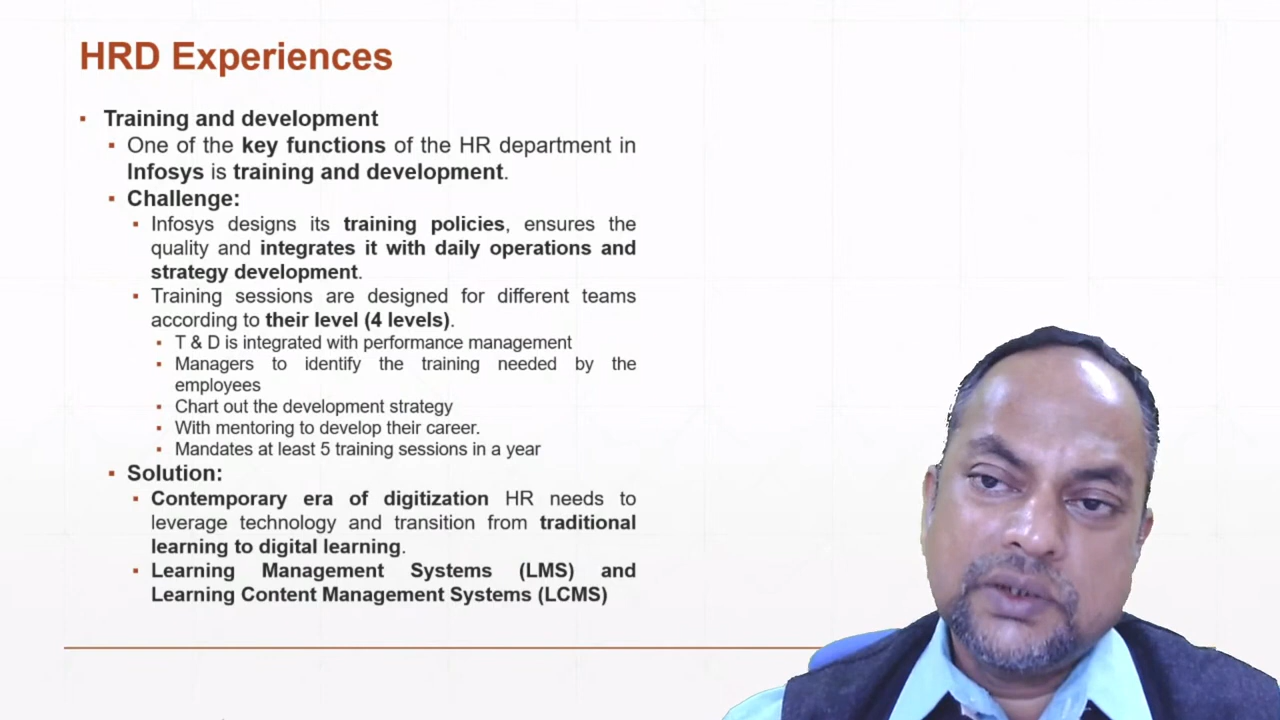 HRD Experiences
Training and development
One of the key functions of the HR department in
Infosys is training and development.
Challenge:
Infosys designs its training policies, ensures the
quality and integrates it with daily operations and
strategy development.
Training sessions are designed for different teams
according to their level (4 levels).
T & D is integrated with performance management
Managers to identify the training needed by the
employees
Chart out the development strategy
With mentoring to develop their career.
Mandates at least 5 training sessions in a year
Solution:
Contemporary era of digitization HR needs to
leverage technology and transition from traditional
learning to digital learning.
Learning Management Systems (LMS) and
Learning Content Management Systems (LCMS)